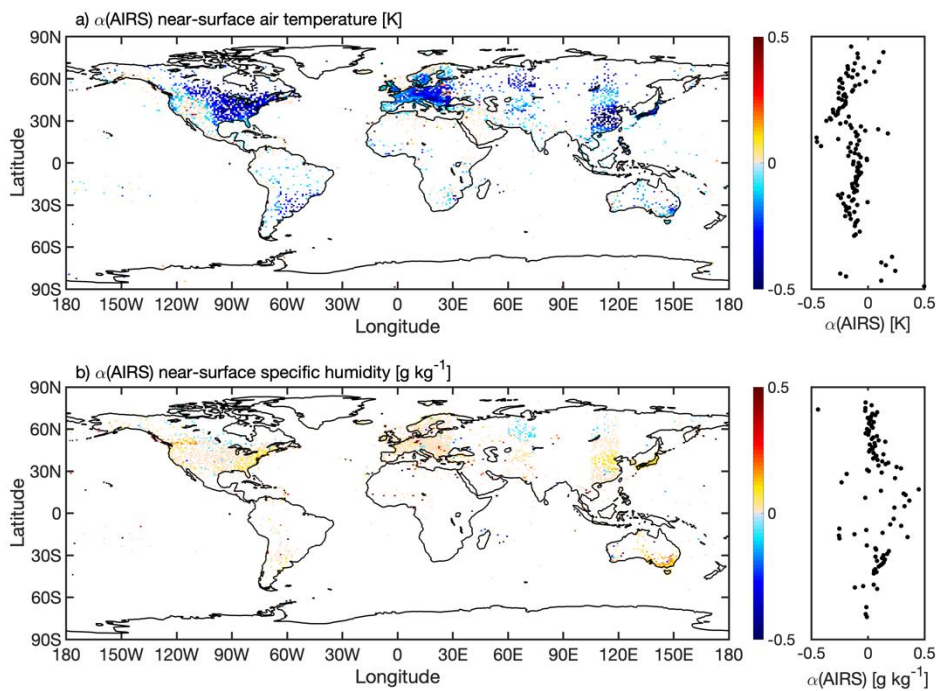 a) α(AIRS) near-surface air temperature [K]
90N
60N
30N
0
30S
60S
90S
Latitude
180 150W 120W 90W 60W 30W 0 30E 60E 90E 120E 150E 180
Longitude
0.5
0
-0.5
-0.5 0 0.5
α(AIRS) [K]
b) α(AIRS) near-surface specific humidity [g kg⁻¹]
90N
60N
30N
0
30S
60S
90S
Latitude
180 150W 120W 90W 60W 30W 0 30E 60E 90E 120E 150E 180
Longitude
0.5
0
-0.5
-0.5 0 0.5
α(AIRS) [g kg⁻¹]